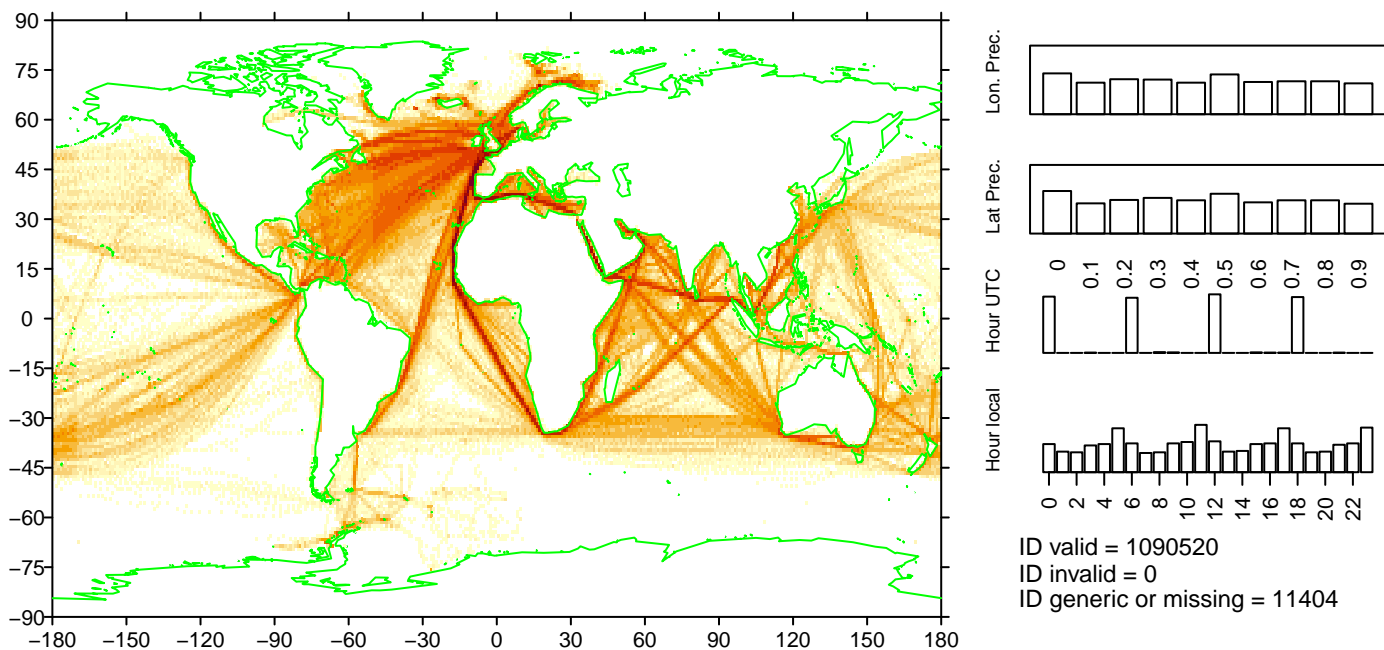 90
75
60
45
30
15
0
−15
−30
−45
−60
−75
−90
−180 −150 −120 −90 −60 −30 0 30 60 90 120 150 180
Lon. Prec.
Lat Prec.
0 0.1 0.2 0.3 0.4 0.5 0.6 0.7 0.8 0.9
Hour UTC
Hour local
0 2 4 6 8 10 12 14 16 18 20 22
ID valid = 1090520
ID invalid = 0
ID generic or missing = 11404